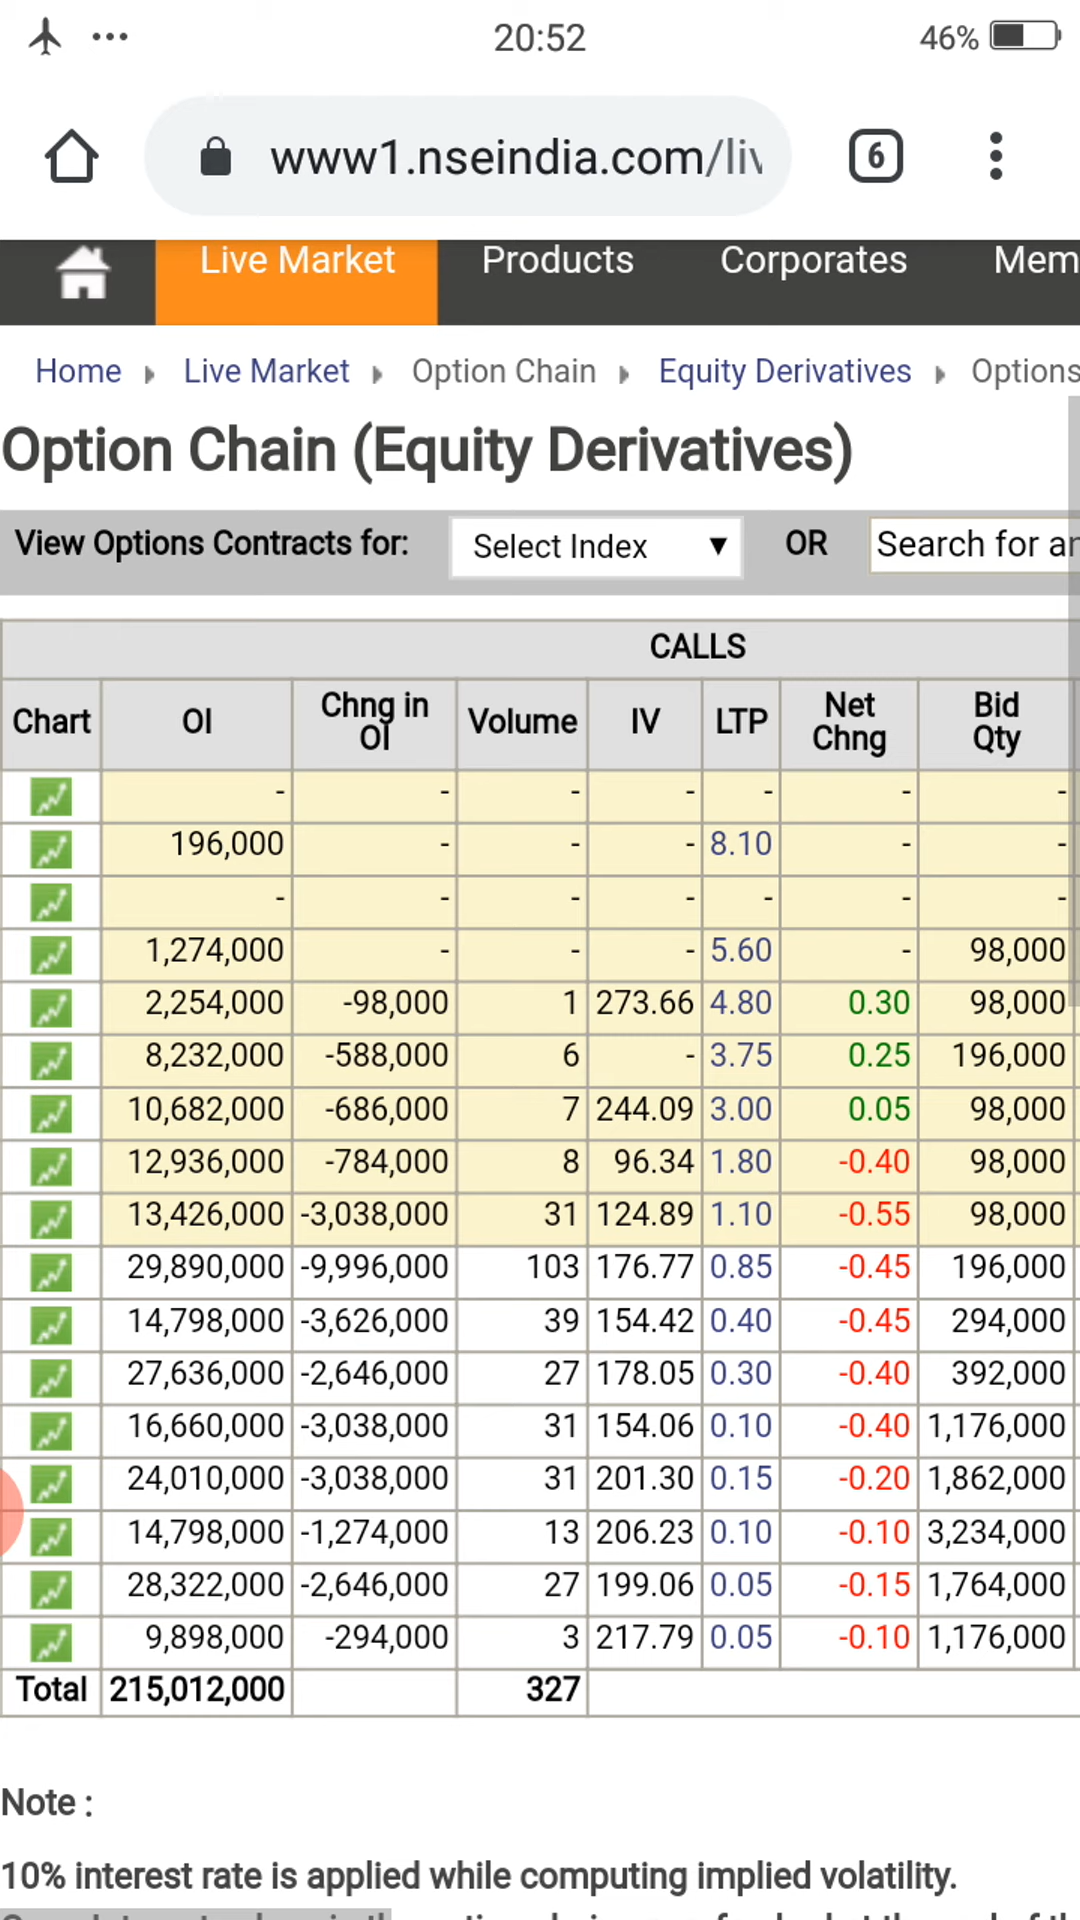 20:52 46%
www1.nseindia.com/liv 6
Live Market Products Corporates Mem
Home Live Market Option Chain Equity Derivatives Options
Option Chain (Equity Derivatives)
View Options Contracts for: Select Index OR Search for an
CALLS
Chart OI Chng in OI Volume IV LTP Net Chng Bid Qty
- - - - - - -
196,000 - - - 8.10 - -
- - - - - - -
1,274,000 - - - 5.60 - 98,000
2,254,000 -98,000 1 273.66 4.80 0.30 98,000
8,232,000 -588,000 6 - 3.75 0.25 196,000
10,682,000 -686,000 7 244.09 3.00 0.05 98,000
12,936,000 -784,000 8 96.34 1.80 -0.40 98,000
13,426,000 -3,038,000 31 124.89 1.10 -0.55 98,000
29,890,000 -9,996,000 103 176.77 0.85 -0.45 196,000
14,798,000 -3,626,000 39 154.42 0.40 -0.45 294,000
27,636,000 -2,646,000 27 178.05 0.30 -0.40 392,000
16,660,000 -3,038,000 31 154.06 0.10 -0.40 1,176,000
24,010,000 -3,038,000 31 201.30 0.15 -0.20 1,862,000
14,798,000 -1,274,000 13 206.23 0.10 -0.10 3,234,000
28,322,000 -2,646,000 27 199.06 0.05 -0.15 1,764,000
9,898,000 -294,000 3 217.79 0.05 -0.10 1,176,000
Total 215,012,000 327
Note :
10% interest rate is applied while computing implied volatility.